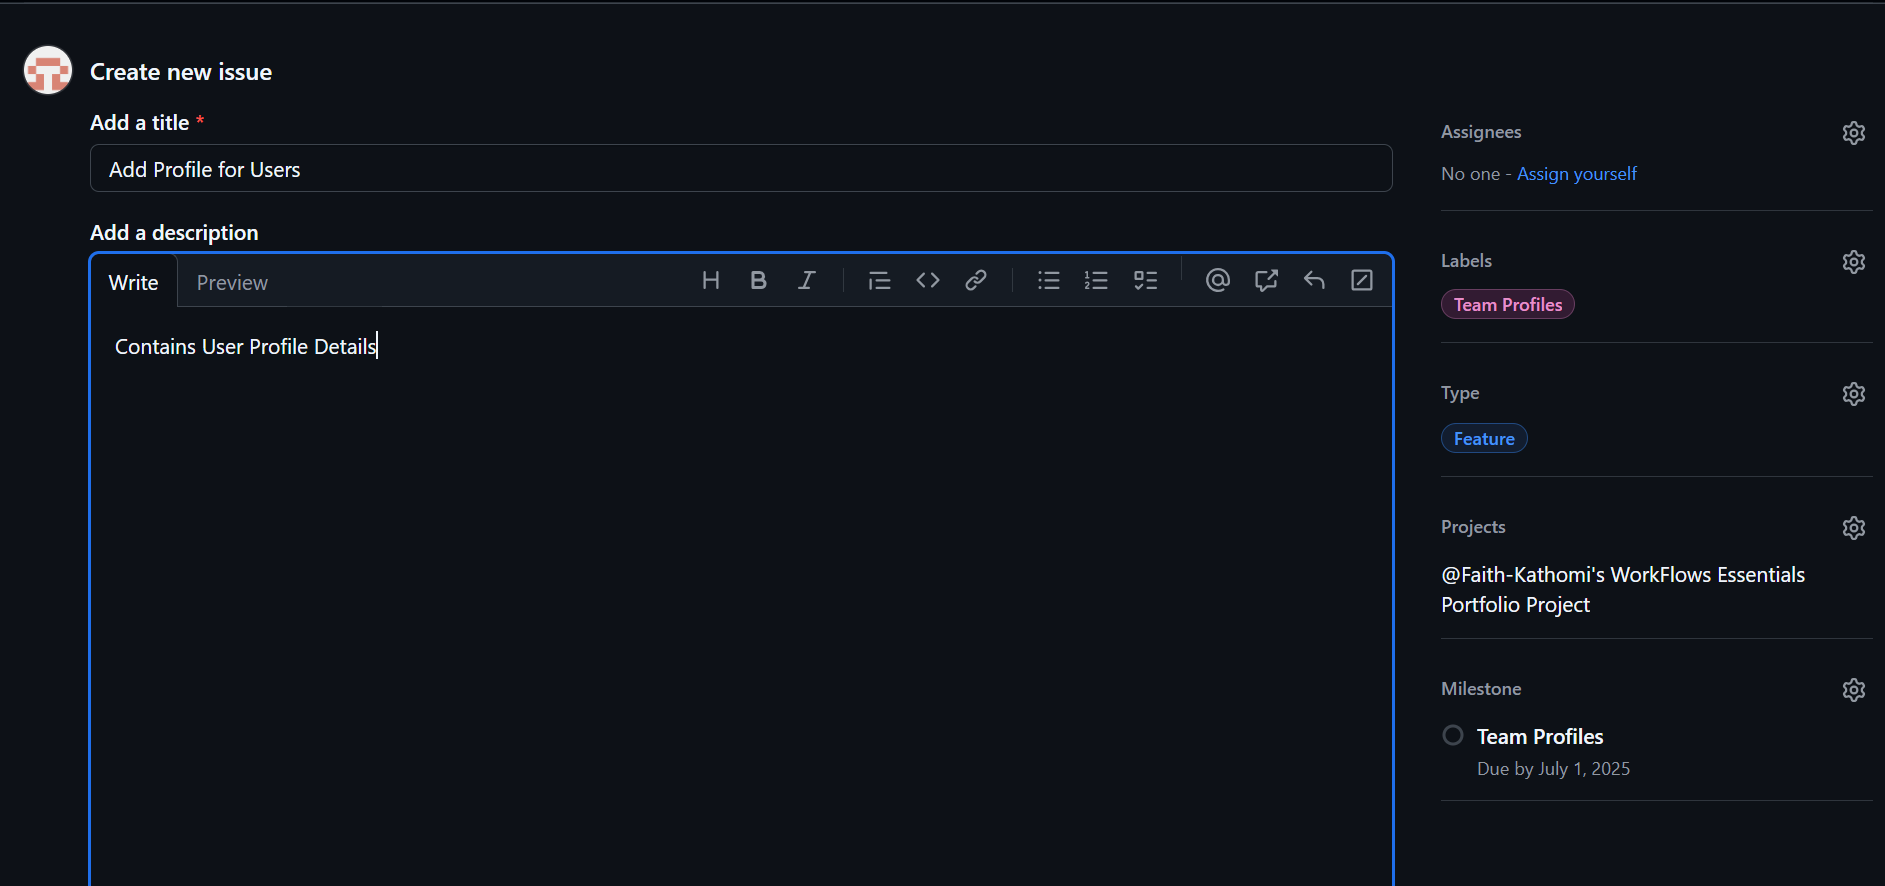 Create new issue
Add a title *
Add Profile for Users
Add a description
Write
Preview
Contains User Profile Details
Assignees
No one - Assign yourself
Labels
Team Profiles
Type
Feature
Projects
@Faith-Kathomi's WorkFlows Essentials
Portfolio Project
Milestone
Team Profiles
Due by July 1, 2025